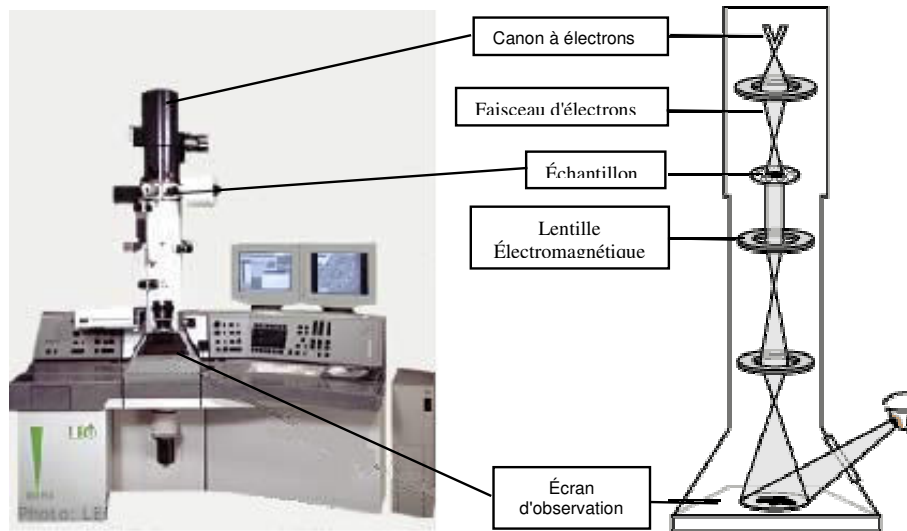 Canon à électrons
Faisceau d'électrons
Échantillon
Lentille
Électromagnétique
Écran
d'observation
LEO
Photo: LE